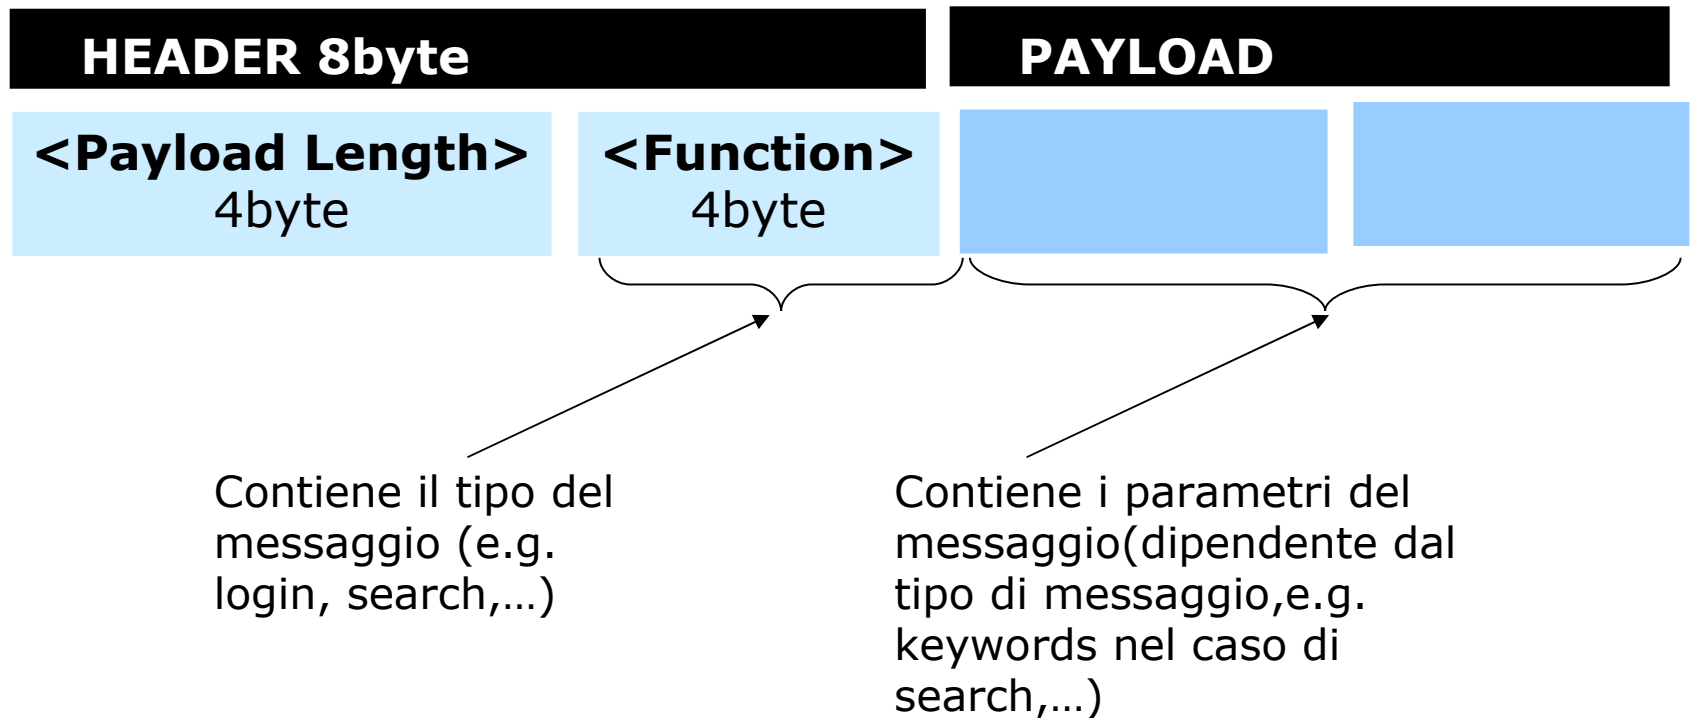 HEADER 8byte
PAYLOAD
<Payload Length>
4byte
<Function>
4byte
Contiene il tipo del
messaggio (e.g.
login, search,…)
Contiene i parametri del
messaggio(dipendente dal
tipo di messaggio,e.g.
keywords nel caso di
search,…)